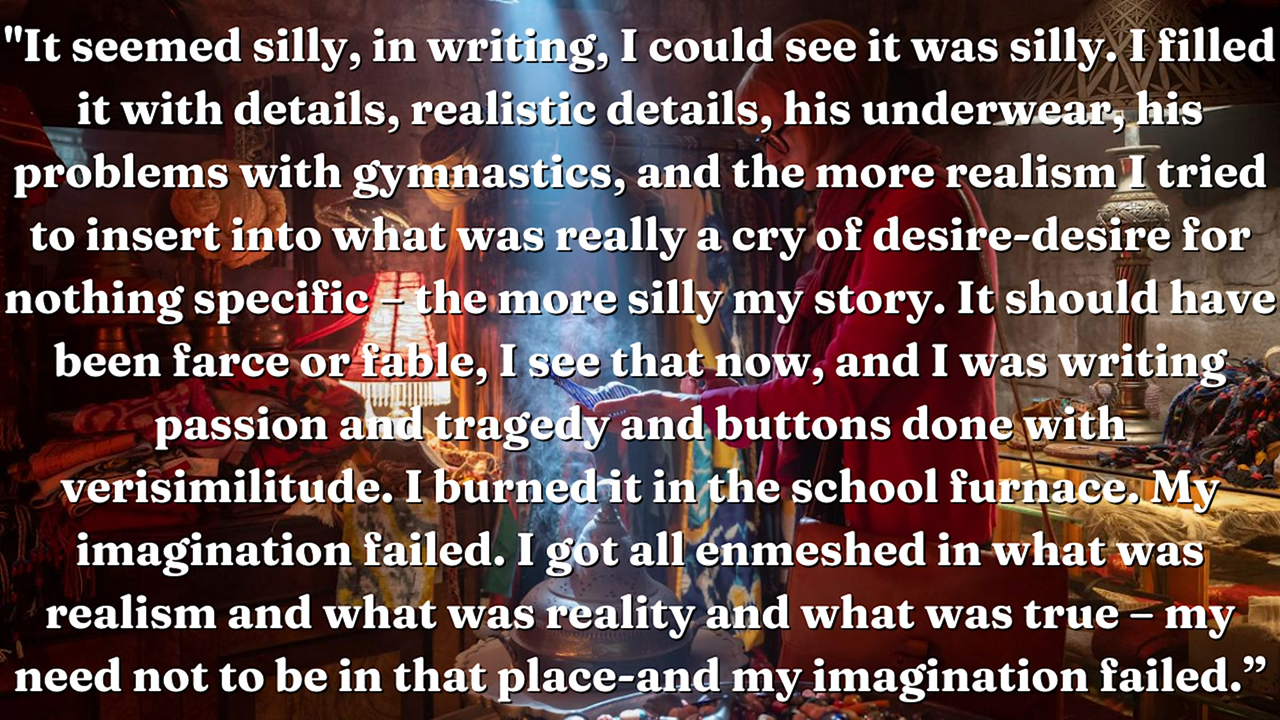 "It seemed silly, in writing, I could see it was silly. I filled
it with details, realistic details, his underwear, his
problems with gymnastics, and the more realism I tried
to insert into what was really a cry of desire-desire for
nothing specific – the more silly my story. It should have
been farce or fable, I see that now, and I was writing
passion and tragedy and buttons done with
verisimilitude. I burned it in the school furnace. My
imagination failed. I got all enmeshed in what was
realism and what was reality and what was true – my
need not to be in that place-and my imagination failed.”